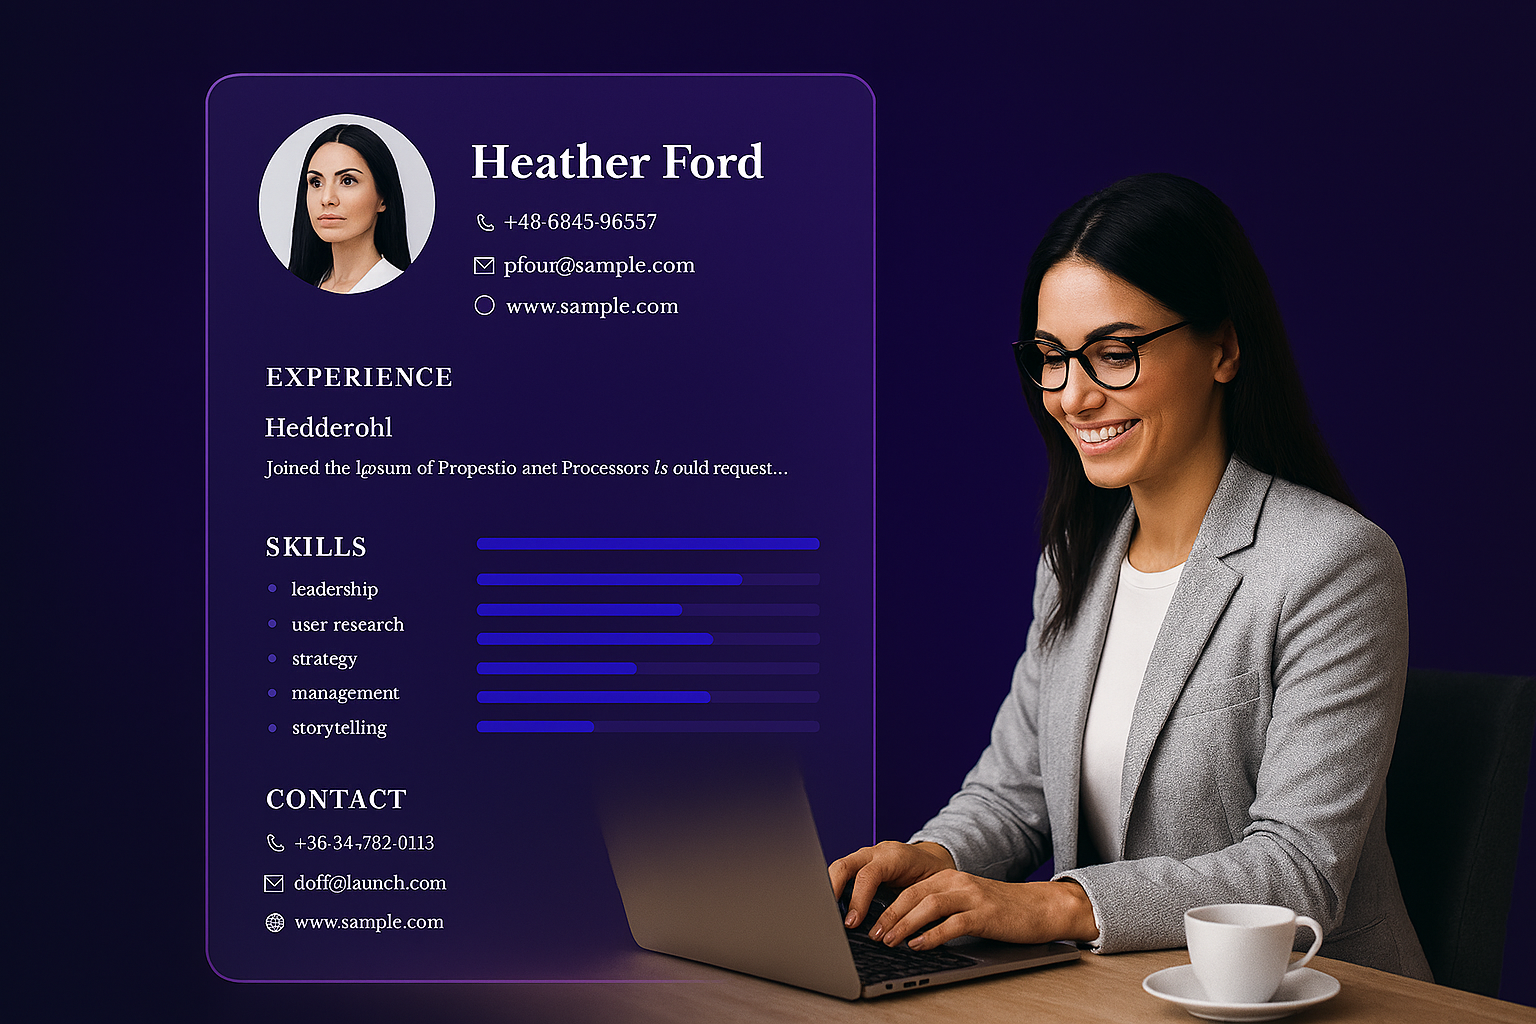 Heather Ford
+48-6845-96557
pfour@sample.com
www.sample.com
EXPERIENCE
Hedderohl
Joined the lpsum of Propestio anet Processors ls ould request...
SKILLS
leadership
user research
strategy
management
storytelling
CONTACT
+36-34-782-0113
doff@launch.com
www.sample.com